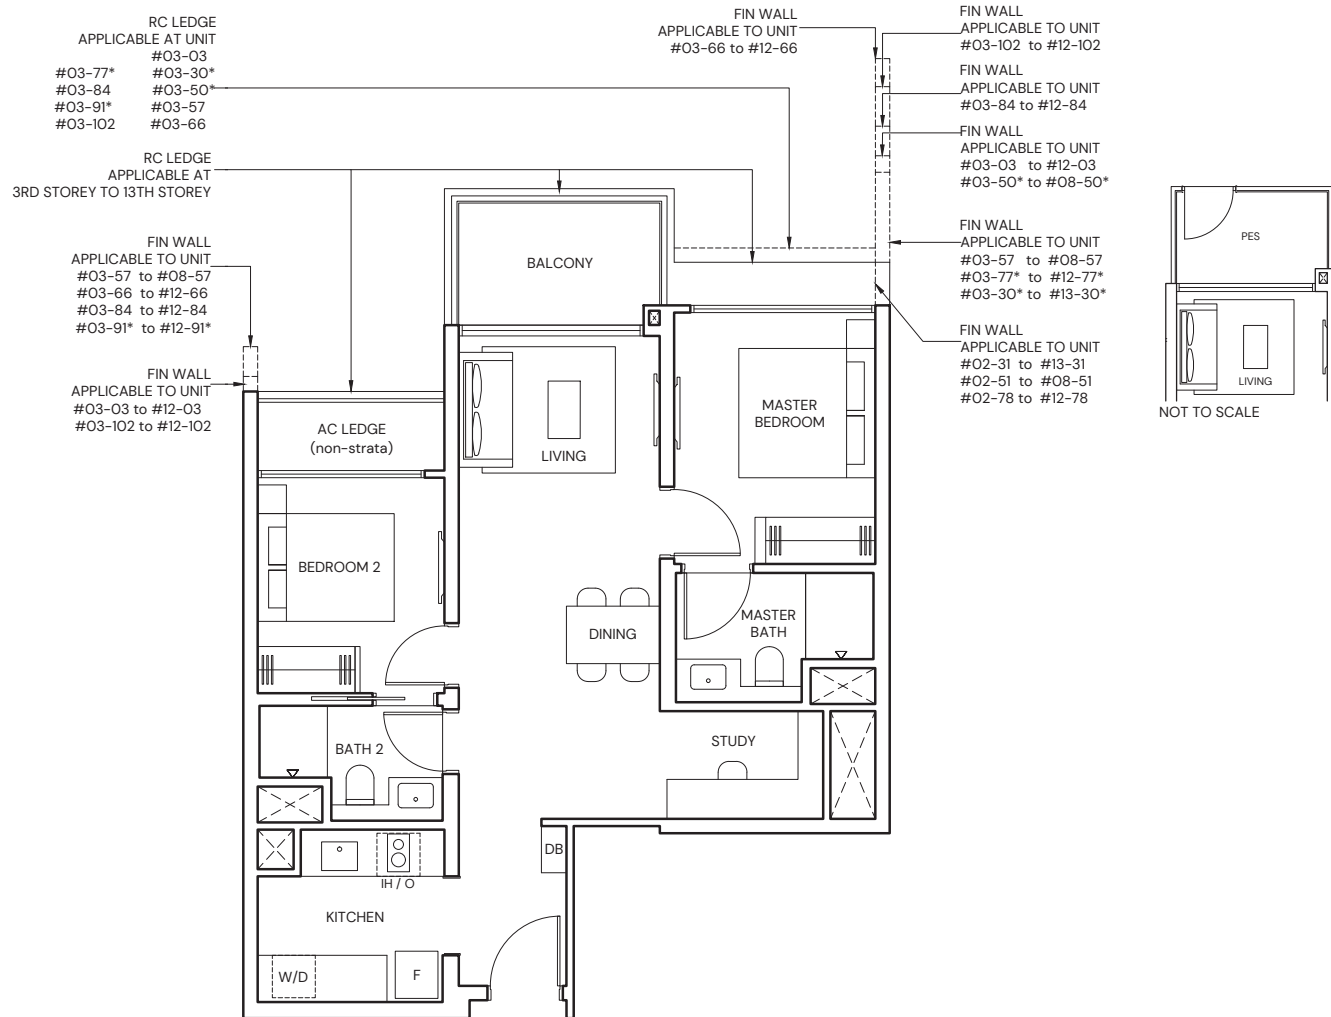 RC LEDGE
APPLICABLE AT UNIT
#03-03
#03-77* #03-30*
#03-84 #03-50*
#03-91* #03-57
#03-102 #03-66
RC LEDGE
APPLICABLE AT
3RD STOREY TO 13TH STOREY
FIN WALL
APPLICABLE TO UNIT
#03-57 to #08-57
#03-66 to #12-66
#03-84 to #12-84
#03-91* to #12-91*
FIN WALL
APPLICABLE TO UNIT
#03-03 to #12-03
#03-102 to #12-102
FIN WALL
APPLICABLE TO UNIT
#03-66 to #12-66
FIN WALL
APPLICABLE TO UNIT
#03-102 to #12-102
FIN WALL
APPLICABLE TO UNIT
#03-84 to #12-84
FIN WALL
APPLICABLE TO UNIT
#03-03 to #12-03
#03-50* to #08-50*
FIN WALL
APPLICABLE TO UNIT
#03-57 to #08-57
#03-77* to #12-77*
#03-30* to #13-30*
FIN WALL
APPLICABLE TO UNIT
#02-31 to #13-31
#02-51 to #08-51
#02-78 to #12-78
BALCONY
AC LEDGE
(non-strata)
LIVING
MASTER
BEDROOM
BEDROOM 2
DINING
MASTER
BATH
BATH 2
STUDY
DB
IH / O
KITCHEN
W/D
F
PES
LIVING
NOT TO SCALE